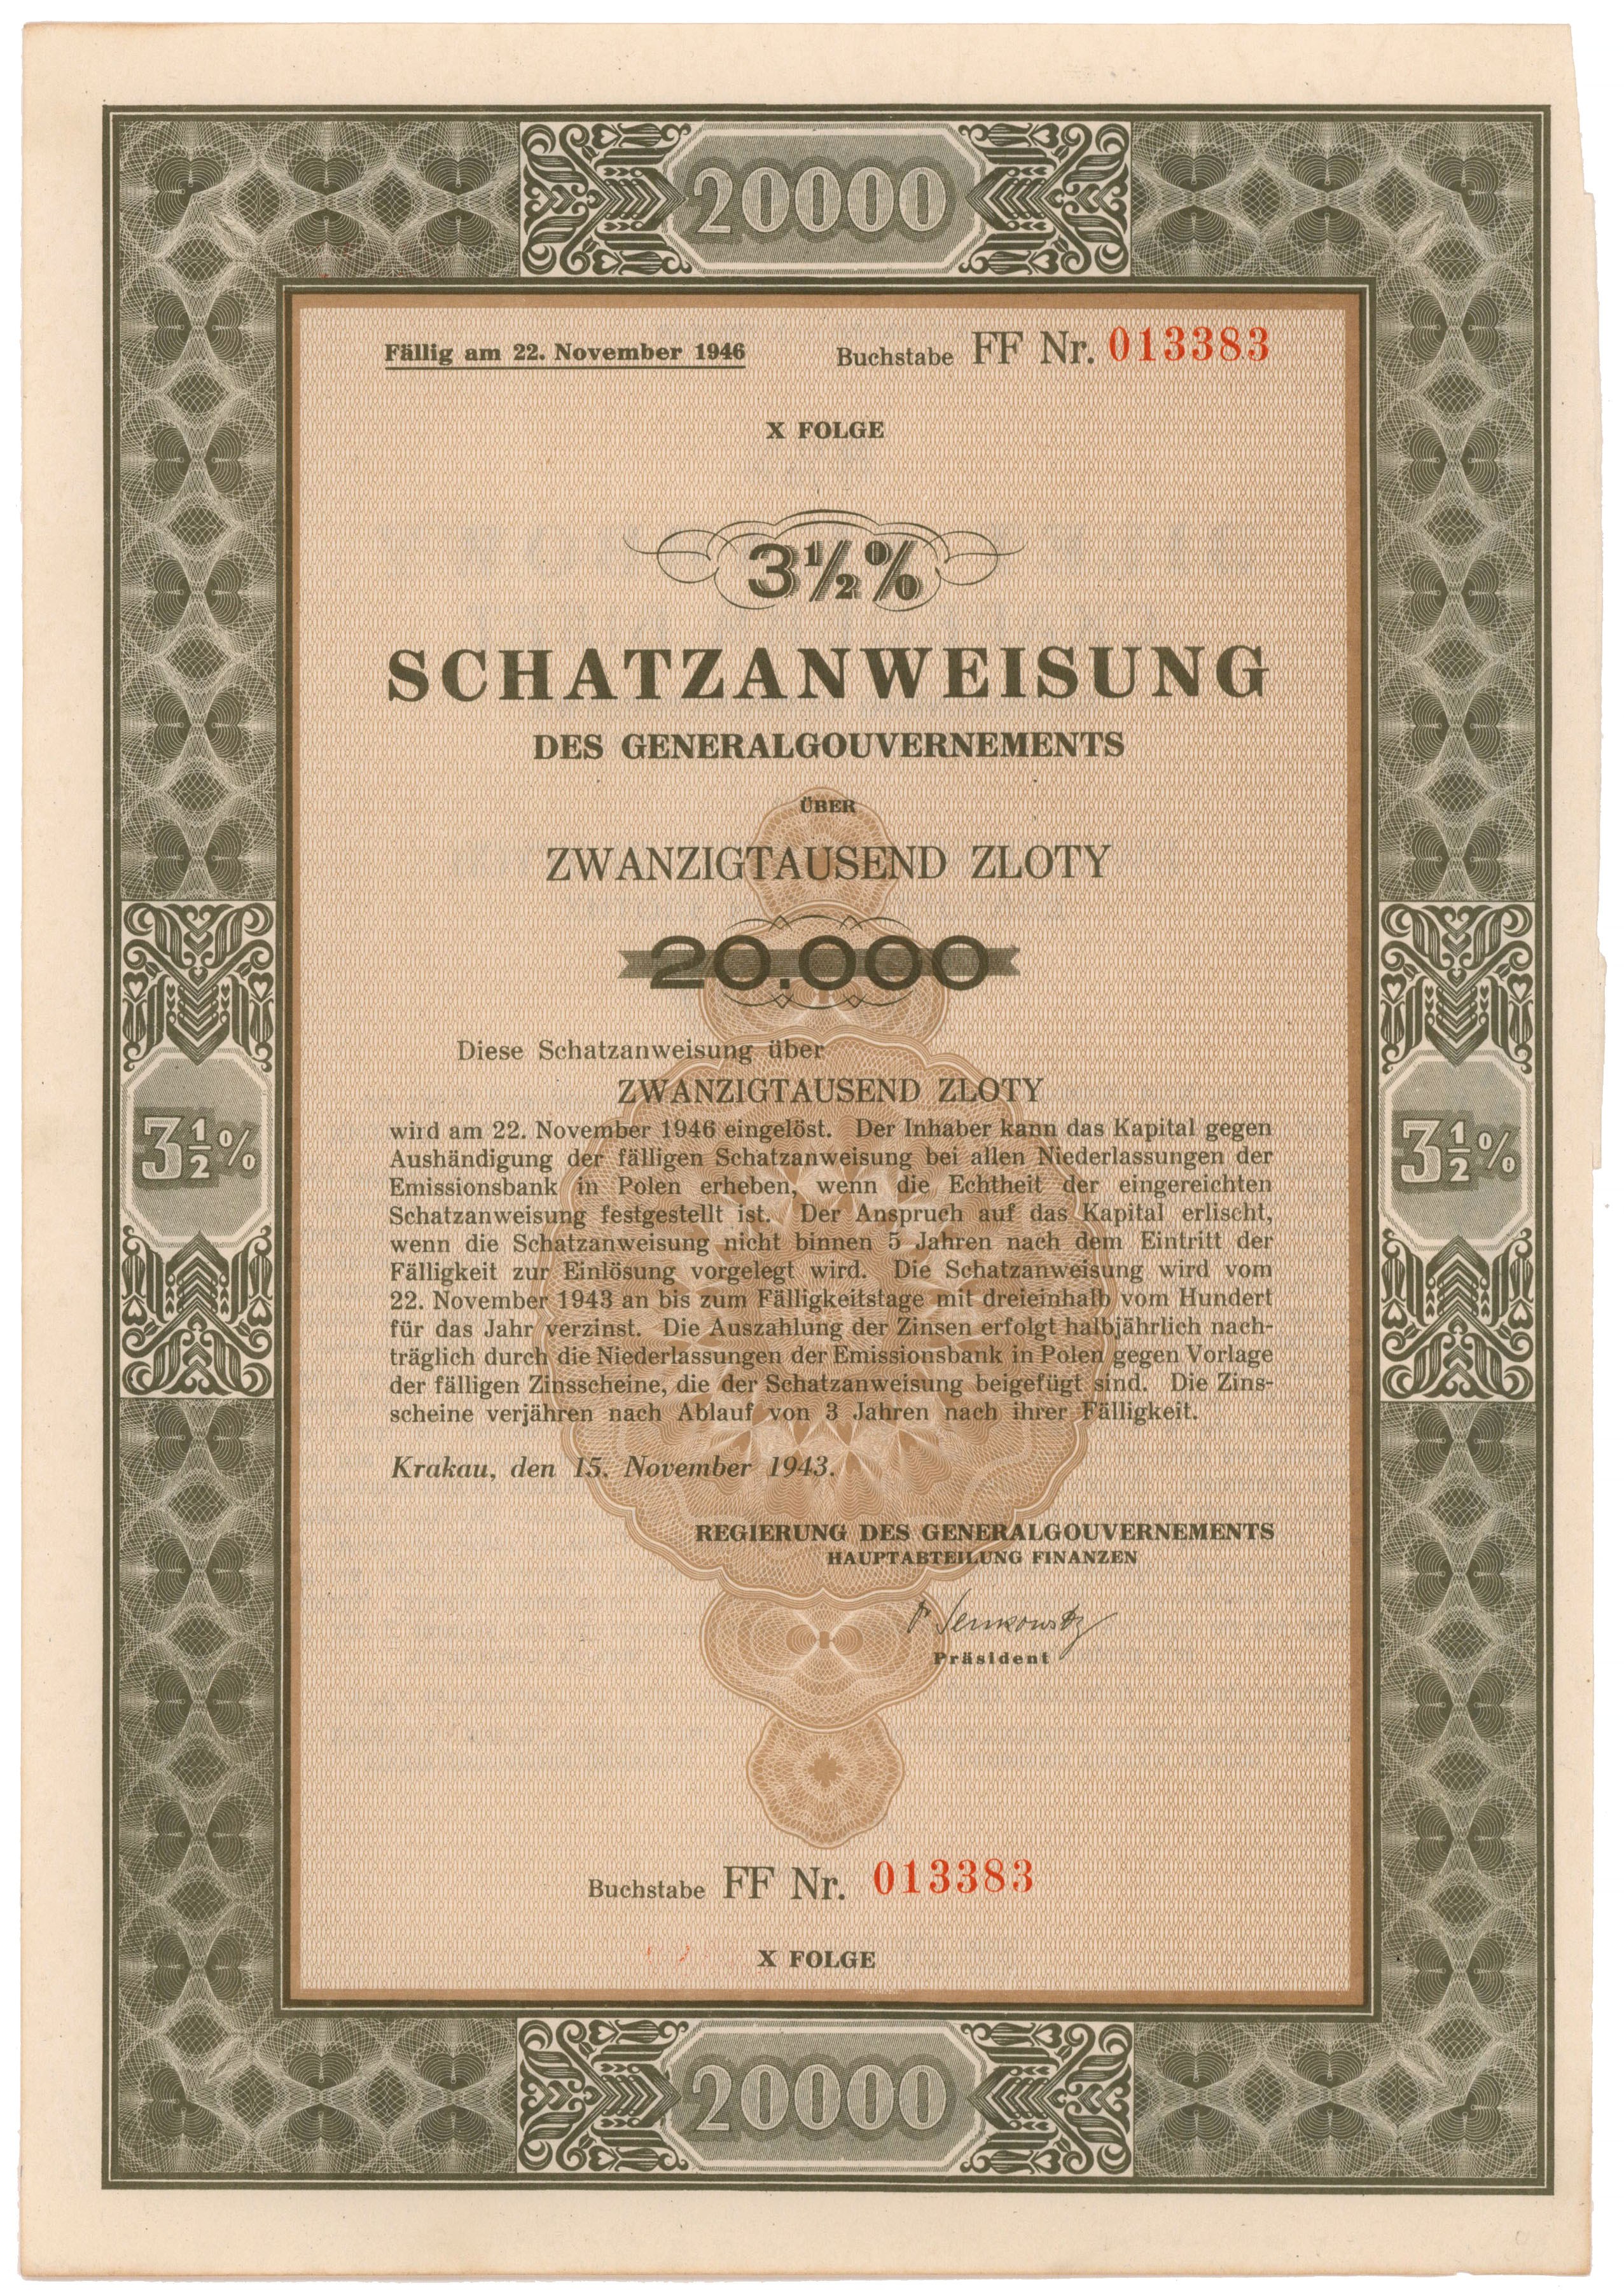 20000
Fällig am 22. November 1946
Buchstabe FF Nr. 013383
X FOLGE
3½%
SCHATZANWEISUNG
DES GENERALGOUVERNEMENTS
ÜBER
ZWANZIGTAUSEND ZLOTY
20.000
Diese Schatzanweisung über
ZWANZIGTAUSEND ZLOTY
wird am 22. November 1946 eingelöst. Der Inhaber kann das Kapital gegen
Aushändigung der fälligen Schatzanweisung bei allen Niederlassungen der
Emissionsbank in Polen erheben, wenn die Echtheit der eingereichten
Schatzanweisung festgestellt ist. Der Anspruch auf das Kapital erlischt,
wenn die Schatzanweisung nicht binnen 5 Jahren nach dem Eintritt der
Fälligkeit zur Einlösung vorgelegt wird. Die Schatzanweisung wird vom
22. November 1943 an bis zum Fälligkeitstage mit dreieinhalb vom Hundert
für das Jahr verzinst. Die Auszahlung der Zinsen erfolgt halbjährlich nach-
träglich durch die Niederlassungen der Emissionsbank in Polen gegen Vorlage
der fälligen Zinsscheine, die der Schatzanweisung beigefügt sind. Die Zins-
scheine verjähren nach Ablauf von 3 Jahren nach ihrer Fälligkeit.
3½%
3½%
Krakau, den 15. November 1943.
REGIERUNG DES GENERALGOUVERNEMENTS
HAUPTABTEILUNG FINANZEN
Senkowsky
Präsident
Buchstabe FF Nr. 013383
X FOLGE
20000